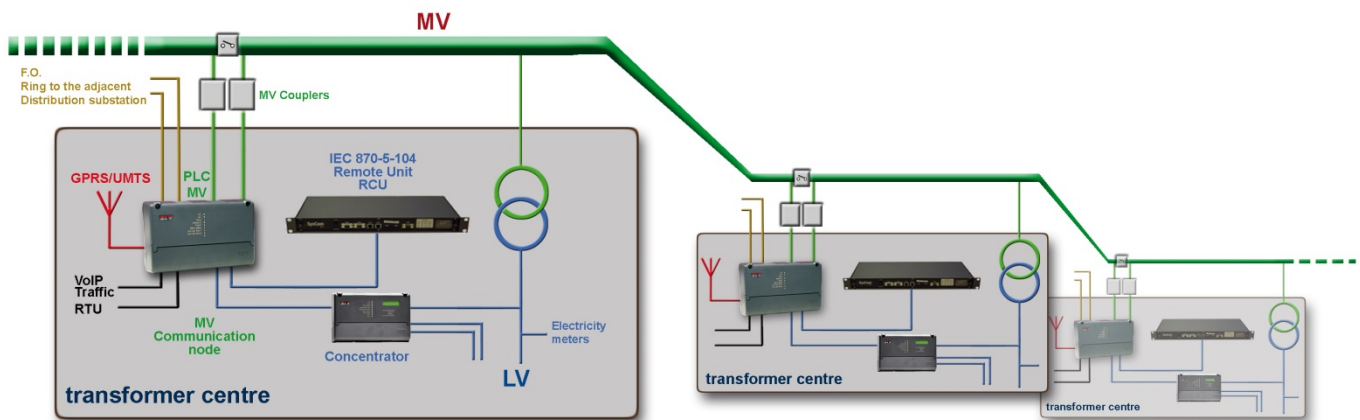 MV
F.O.
Ring to the adjacent
Distribution substation
MV Couplers
GPRS/UMTS
PLC
MV
IEC 870-5-104
Remote Unit
RCU
VoIP
Traffic
RTU
MV
Communication
node
Concentrator
Electricity
meters
LV
transformer centre
transformer centre
transformer centre